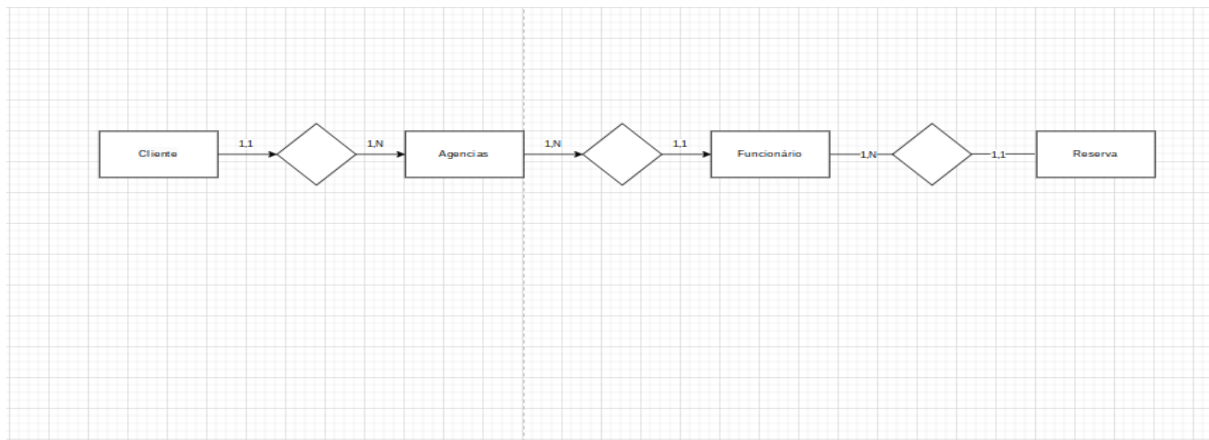 Cliente
1,1
1,N
Agencias
1,N
1,1
Funcionário
1,N
1,1
Reserva